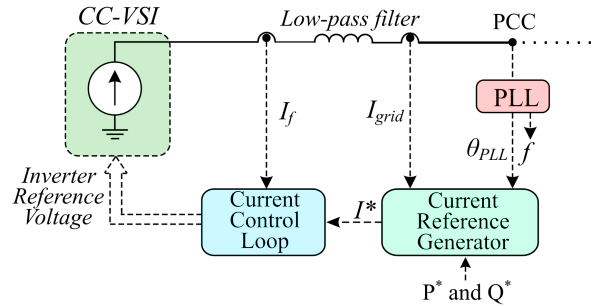 CC-VSI
Low-pass filter
PCC
PLL
I_f
I_grid
θ_PLL
f
Inverter
Reference
Voltage
Current
Control
Loop
I*
Current
Reference
Generator
P* and Q*